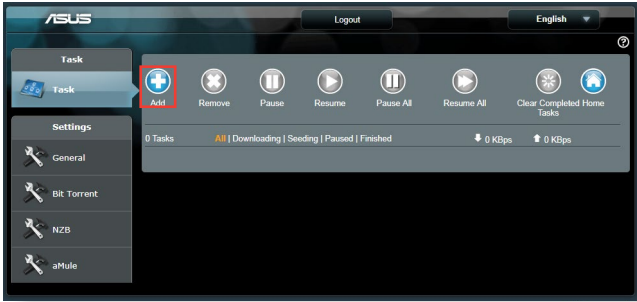 ASUS
Logout
English
Task
Task
Add
Remove
Pause
Resume
Pause All
Resume All
Clear Completed Tasks
Home
0 Tasks
All | Downloading | Seeding | Paused | Finished
0 KBps
0 KBps
Settings
General
Bit Torrent
NZB
aMule